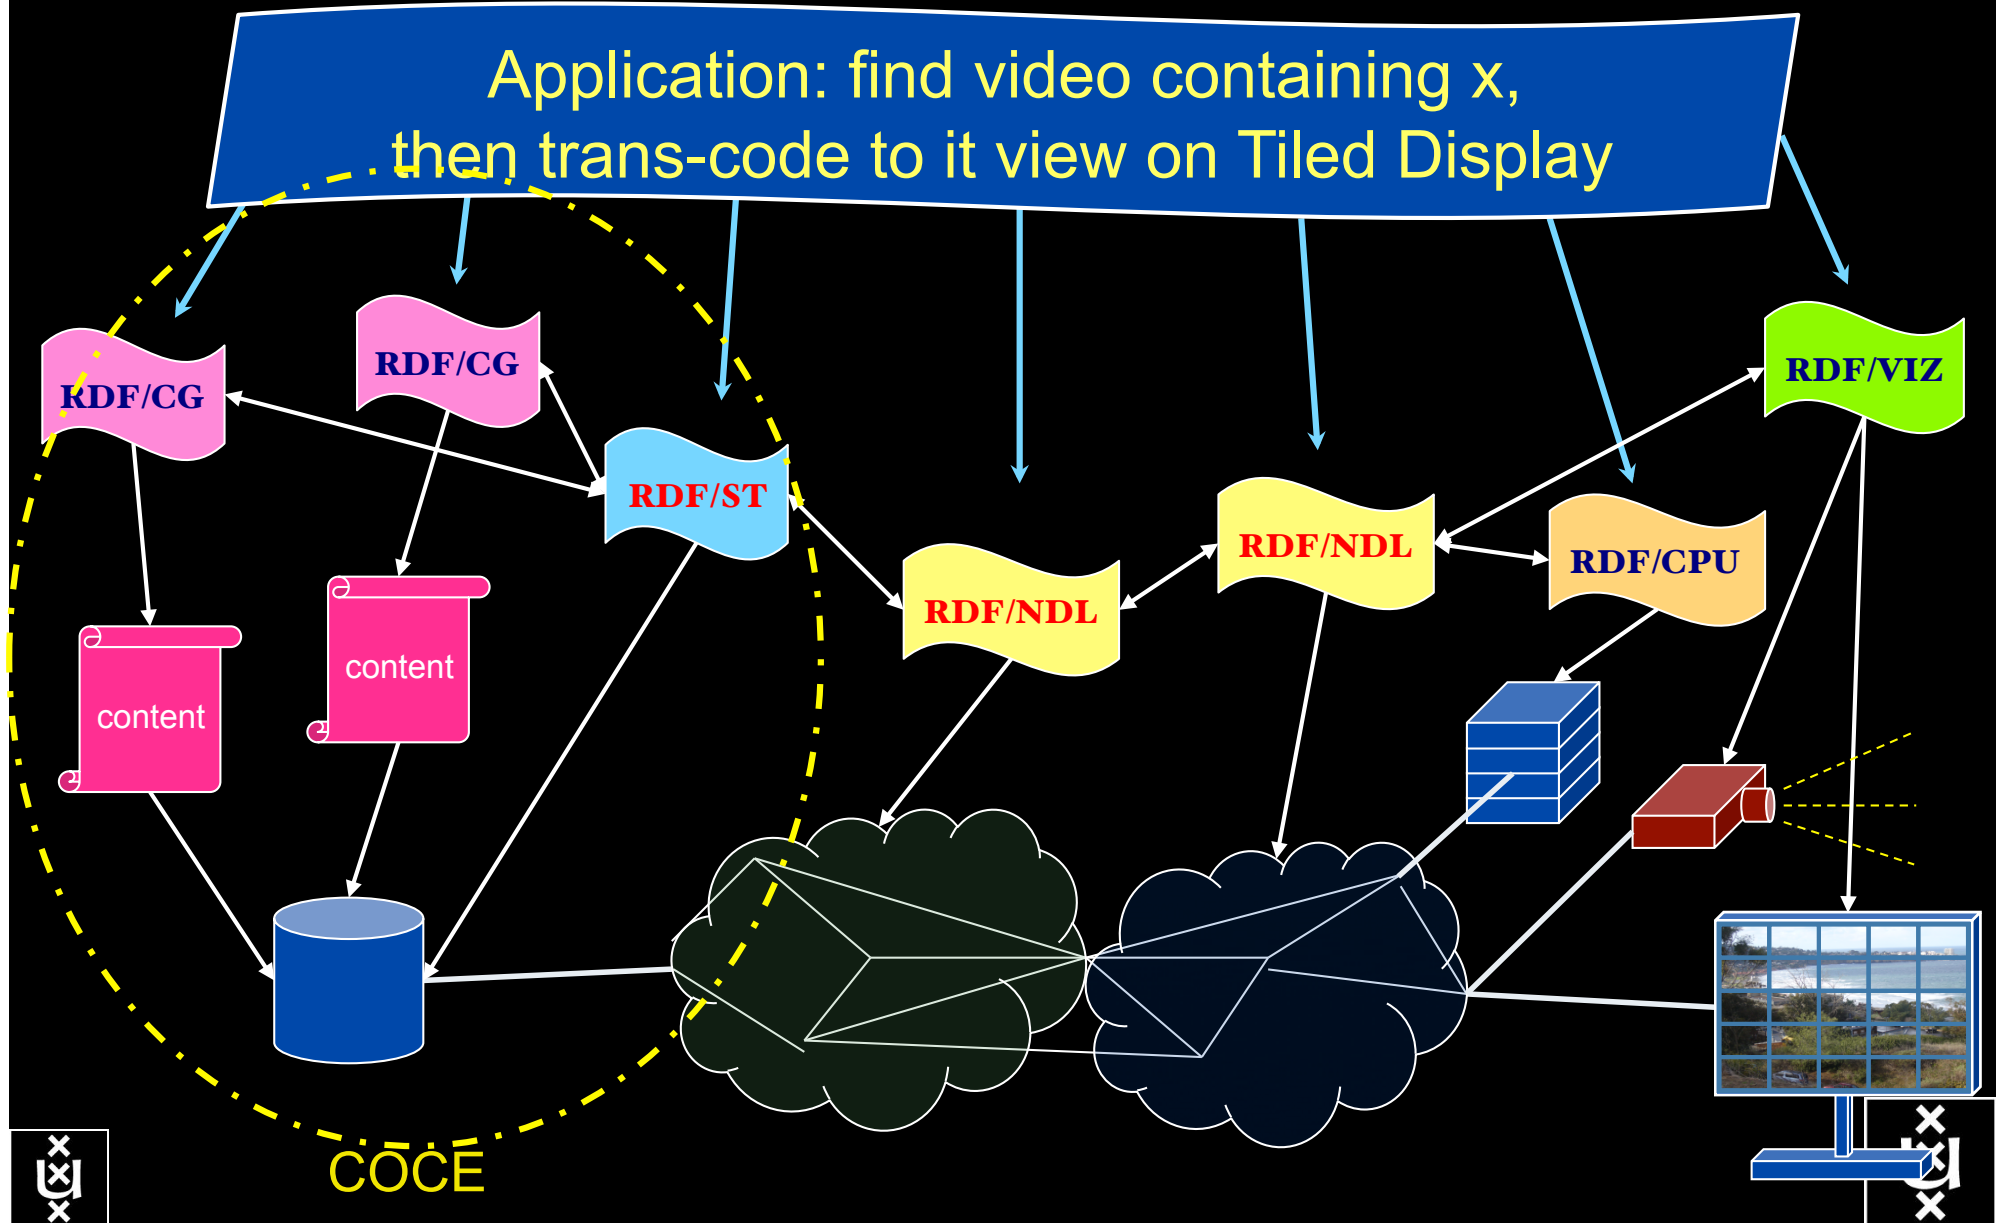 Application: find video containing x,
then trans-code to it view on Tiled Display
RDF/CG
RDF/CG
RDF/VIZ
RDF/ST
RDF/NDL
RDF/CPU
RDF/NDL
content
content
COCE